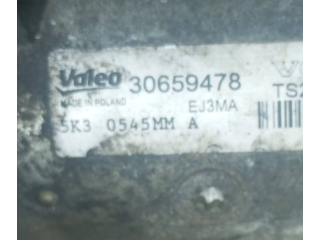 Valeo 30659478
MADE IN POLAND EJ3MA TS2
5K3 0545MM A